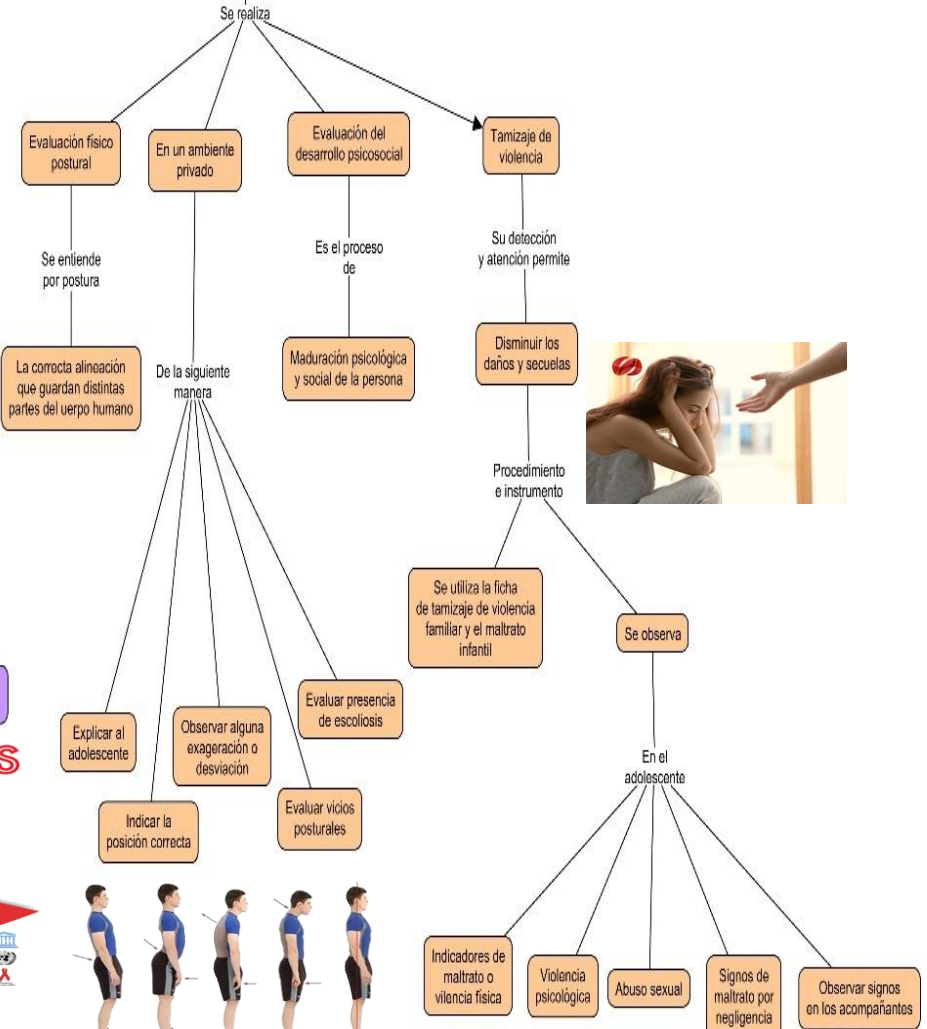 Se realiza
Evaluación físico
postural
En un ambiente
privado
Evaluación del
desarrollo psicosocial
Tamizaje de
violencia
Se entiende
por postura
Es el proceso
de
Su detección
y atención permite
La correcta alineación
que guardan distintas
partes del uerpo humano
De la siguiente
manera
Maduración psicológica
y social de la persona
Disminuir los
daños y secuelas
Procedimiento
e instrumento
Se utiliza la ficha
de tamizaje de violencia
familiar y el maltrato
infantil
Se observa
Explicar al
adolescente
Indicar la
posición correcta
Observar alguna
exageración o
desviación
Evaluar vicios
posturales
Evaluar presencia
de escoliosis
En el
adolescente
Indicadores de
maltrato o
vilencia física
Violencia
psicológica
Abuso sexual
Signos de
maltrato por
negligencia
Observar signos
en los acompañantes
S